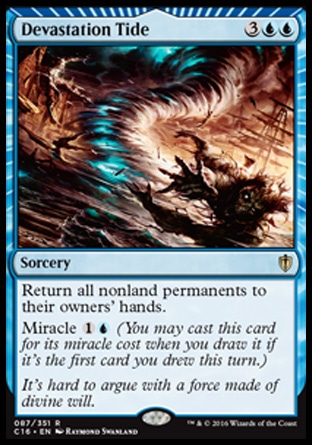 Devastation Tide 3
Sorcery
Return all nonland permanents to
their owners' hands.
Miracle 1 (You may cast this card
for its miracle cost when you draw it if
it's the first card you drew this turn.)
It's hard to argue with a force made of
divine will.
087/351 R
C16 • EN RAYMOND SWANLAND
™ & © 2016 Wizards of the Coast